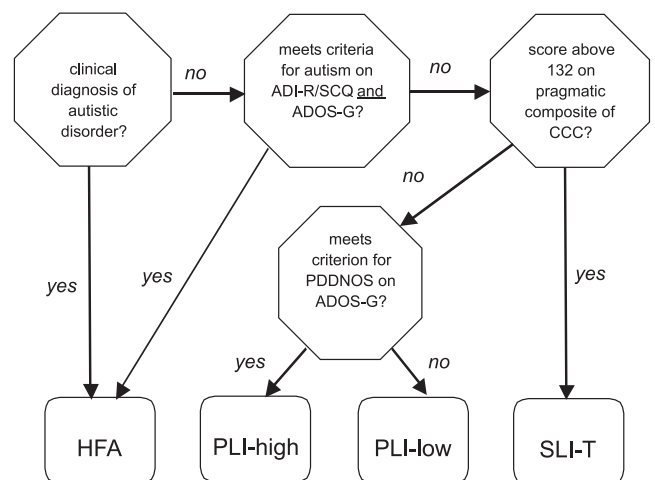 clinical
diagnosis of
autistic
disorder?
no
meets criteria
for autism on
ADI-R/SCQ and
ADOS-G?
no
score above
132 on
pragmatic
composite of
CCC?
no
meets
criterion for
PDDNOS on
ADOS-G?
yes
yes
yes
yes
no
HFA
PLI-high
PLI-low
SLI-T